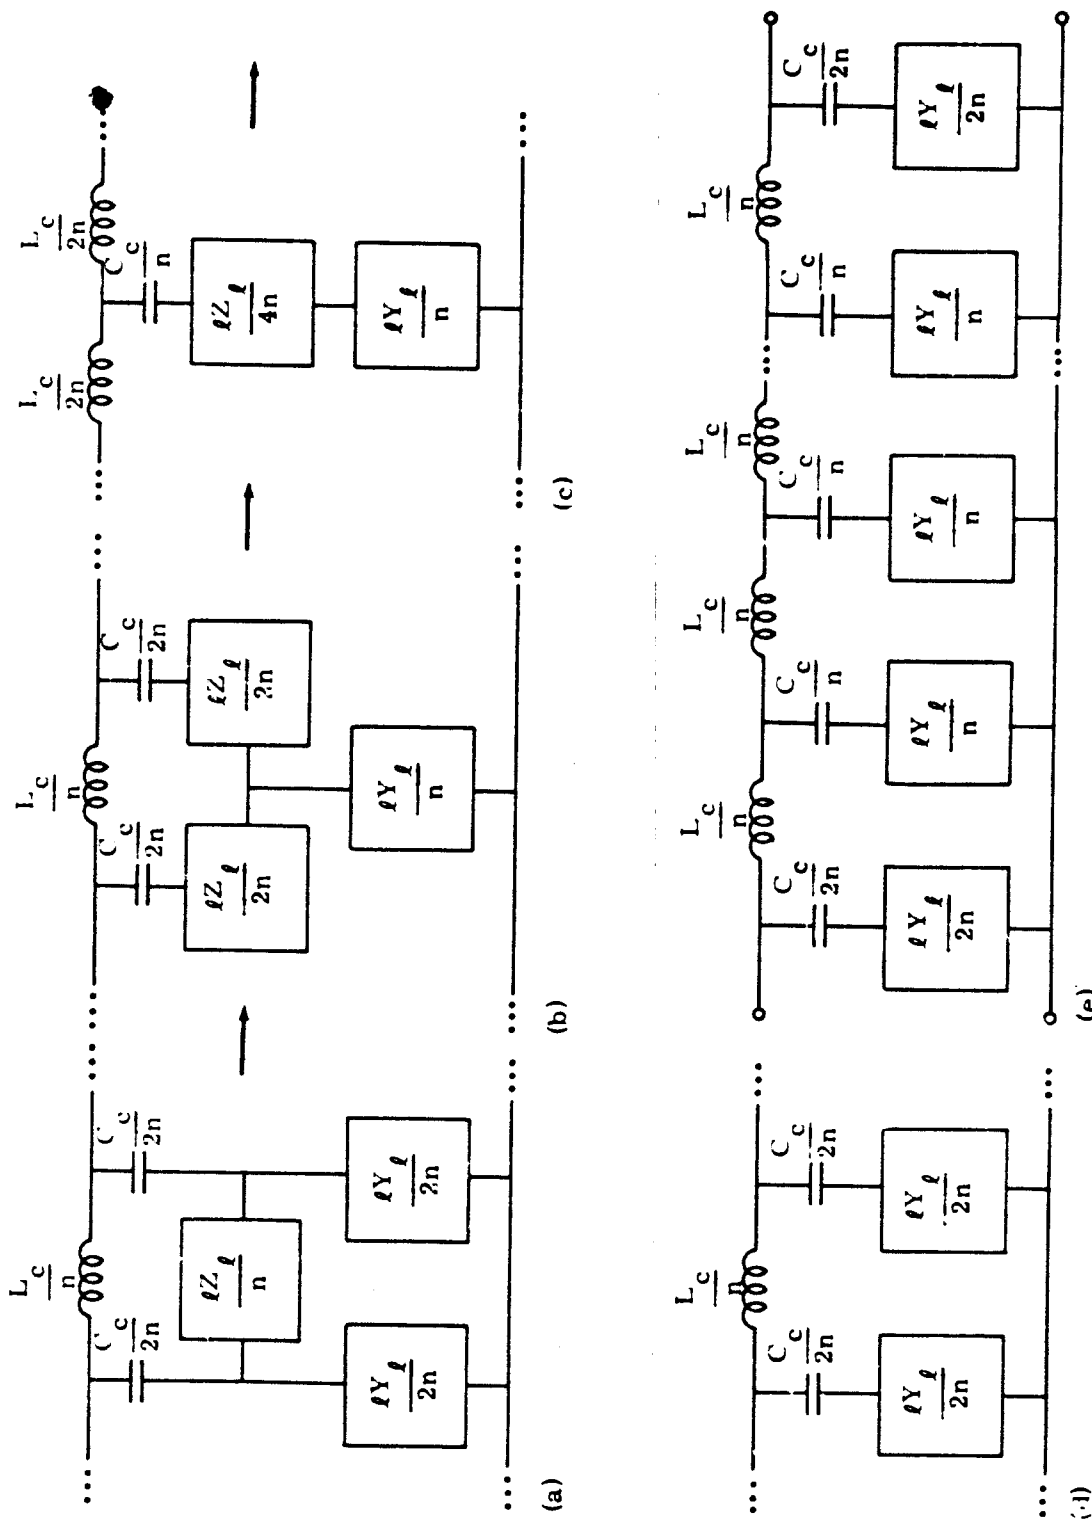 L_c/n
C_c/2n
C_c/2n
ℓZ_ℓ/n
ℓY_ℓ/2n
ℓY_ℓ/2n
(a)
L_c/n
C_c/2n
C_c/2n
ℓZ_ℓ/2n
ℓZ_ℓ/2n
ℓY_ℓ/n
(b)
L_c/2n
L_c/2n
C_c/n
ℓZ_ℓ/4n
ℓY_ℓ/n
(c)
L_c/n
C_c/2n
C_c/2n
ℓY_ℓ/2n
ℓY_ℓ/2n
(d)
L_c/n
L_c/n
L_c/n
L_c/n
C_c/2n
C_c/n
C_c/n
C_c/n
C_c/2n
ℓY_ℓ/2n
ℓY_ℓ/n
ℓY_ℓ/n
ℓY_ℓ/n
ℓY_ℓ/2n
(e)